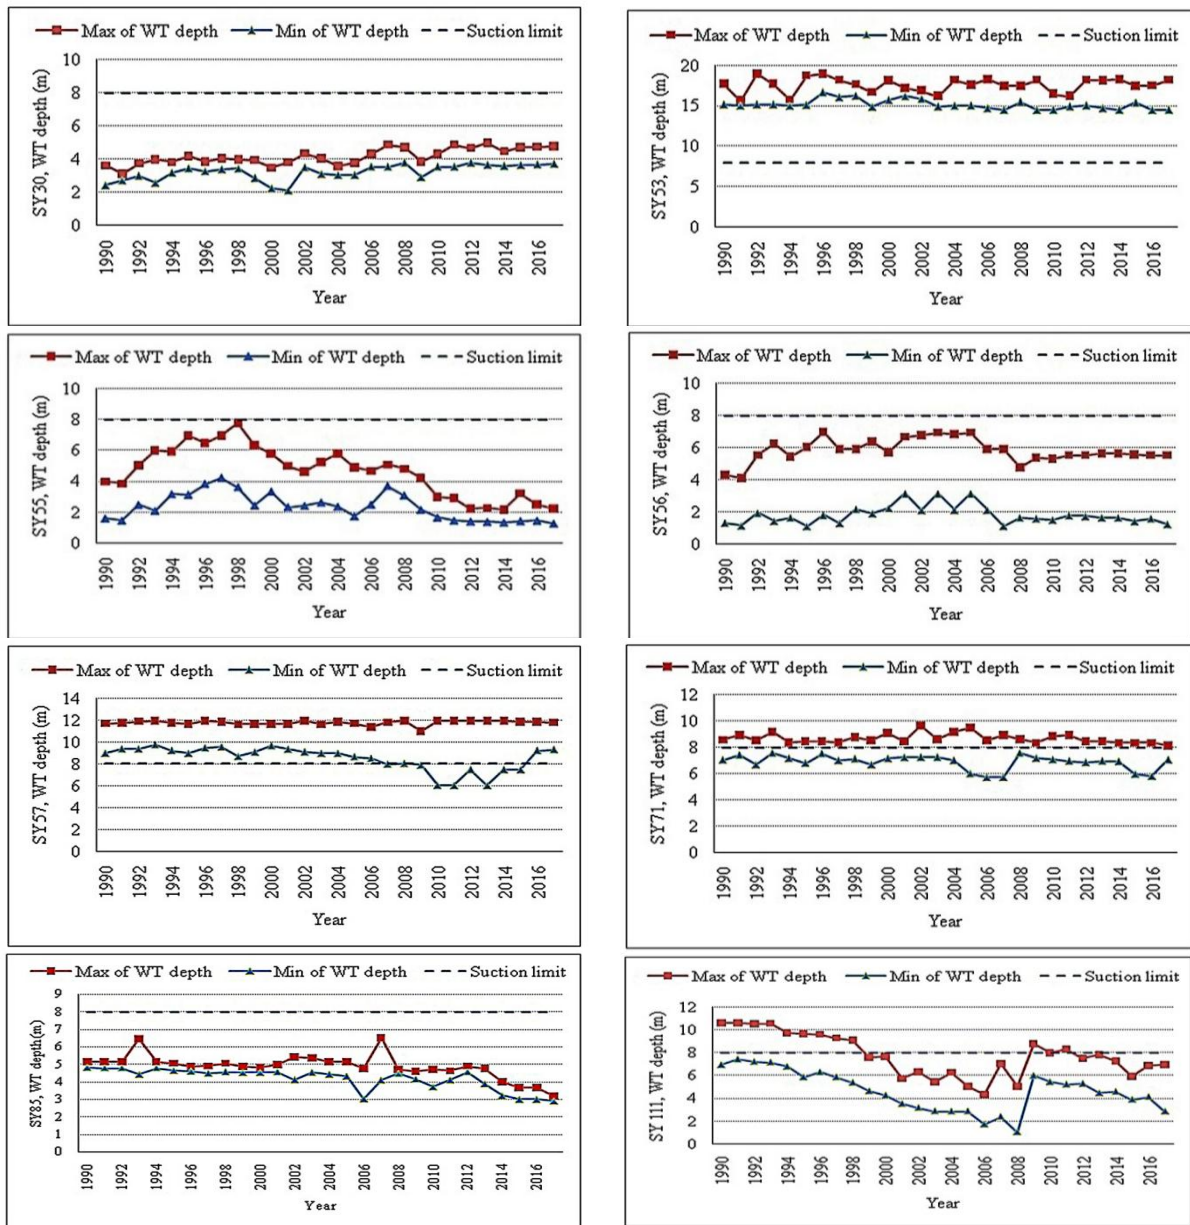 Max of WT depth Min of WT depth Suction limit
SY30, WT depth (m)
10
8
6
4
2
0
1990 1992 1994 1996 1998 2000 2002 2004 2006 2008 2010 2012 2014 2016
Year
Max of WT depth Min of WT depth Suction limit
SY53, WT depth (m)
20
15
10
5
0
1990 1992 1994 1996 1998 2000 2002 2004 2006 2008 2010 2012 2014 2016
Year
Max of WT depth Min of WT depth Suction limit
SY55, WT depth (m)
10
8
6
4
2
0
1990 1992 1994 1996 1998 2000 2002 2004 2006 2008 2010 2012 2014 2016
Year
Max of WT depth Min of WT depth Suction limit
SY56, WT depth (m)
10
8
6
4
2
0
1990 1992 1994 1996 1998 2000 2002 2004 2006 2008 2010 2012 2014 2016
Year
Max of WT depth Min of WT depth Suction limit
SY57, WT depth (m)
14
12
10
8
6
4
2
0
1990 1992 1994 1996 1998 2000 2002 2004 2006 2008 2010 2012 2014 2016
Year
Max of WT depth Min of WT depth Suction limit
SY71, WT depth (m)
12
10
8
6
4
2
0
1990 1992 1994 1996 1998 2000 2002 2004 2006 2008 2010 2012 2014 2016
Year
Max of WT depth Min of WT depth Suction limit
SY85, WT depth(m)
9
8
7
6
5
4
3
2
1
0
1990 1992 1994 1996 1998 2000 2002 2004 2006 2008 2010 2012 2014 2016
Year
Max of WT depth Min of WT depth Suction limit
SY 111, WT depth (m)
12
10
8
6
4
2
0
1990 1992 1994 1996 1998 2000 2002 2004 2006 2008 2010 2012 2014 2016
Year